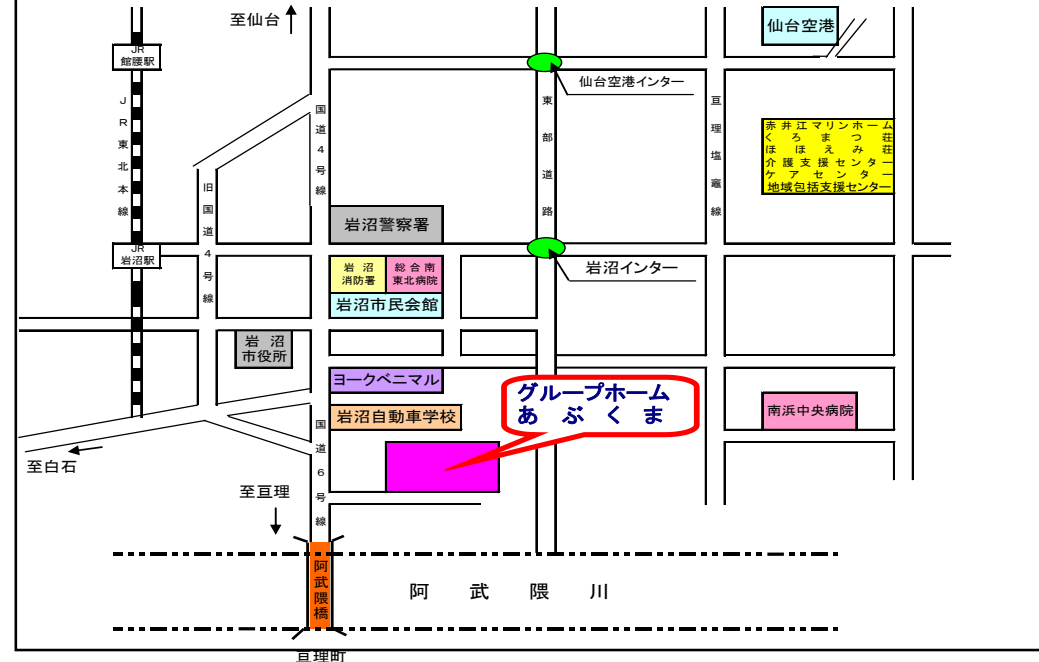 至仙台
仙台空港
JR
館腰駅
仙台空港インター
JR東北本線
国道4号線
東部道路
亘理塩竈線
赤井江マリンホーム
くろまつ荘
ほほえみ荘
介護支援センター
ケアセンター
地域包括支援センター
旧国道4号線
岩沼警察署
JR
岩沼駅
岩沼
消防署
総合南
東北病院
岩沼インター
岩沼市民会館
岩沼
市役所
ヨークベニマル
グループホーム
あぶくま
岩沼自動車学校
南浜中央病院
国道6号線
至白石
至亘理
阿武隈橋
阿武隈川
亘理町